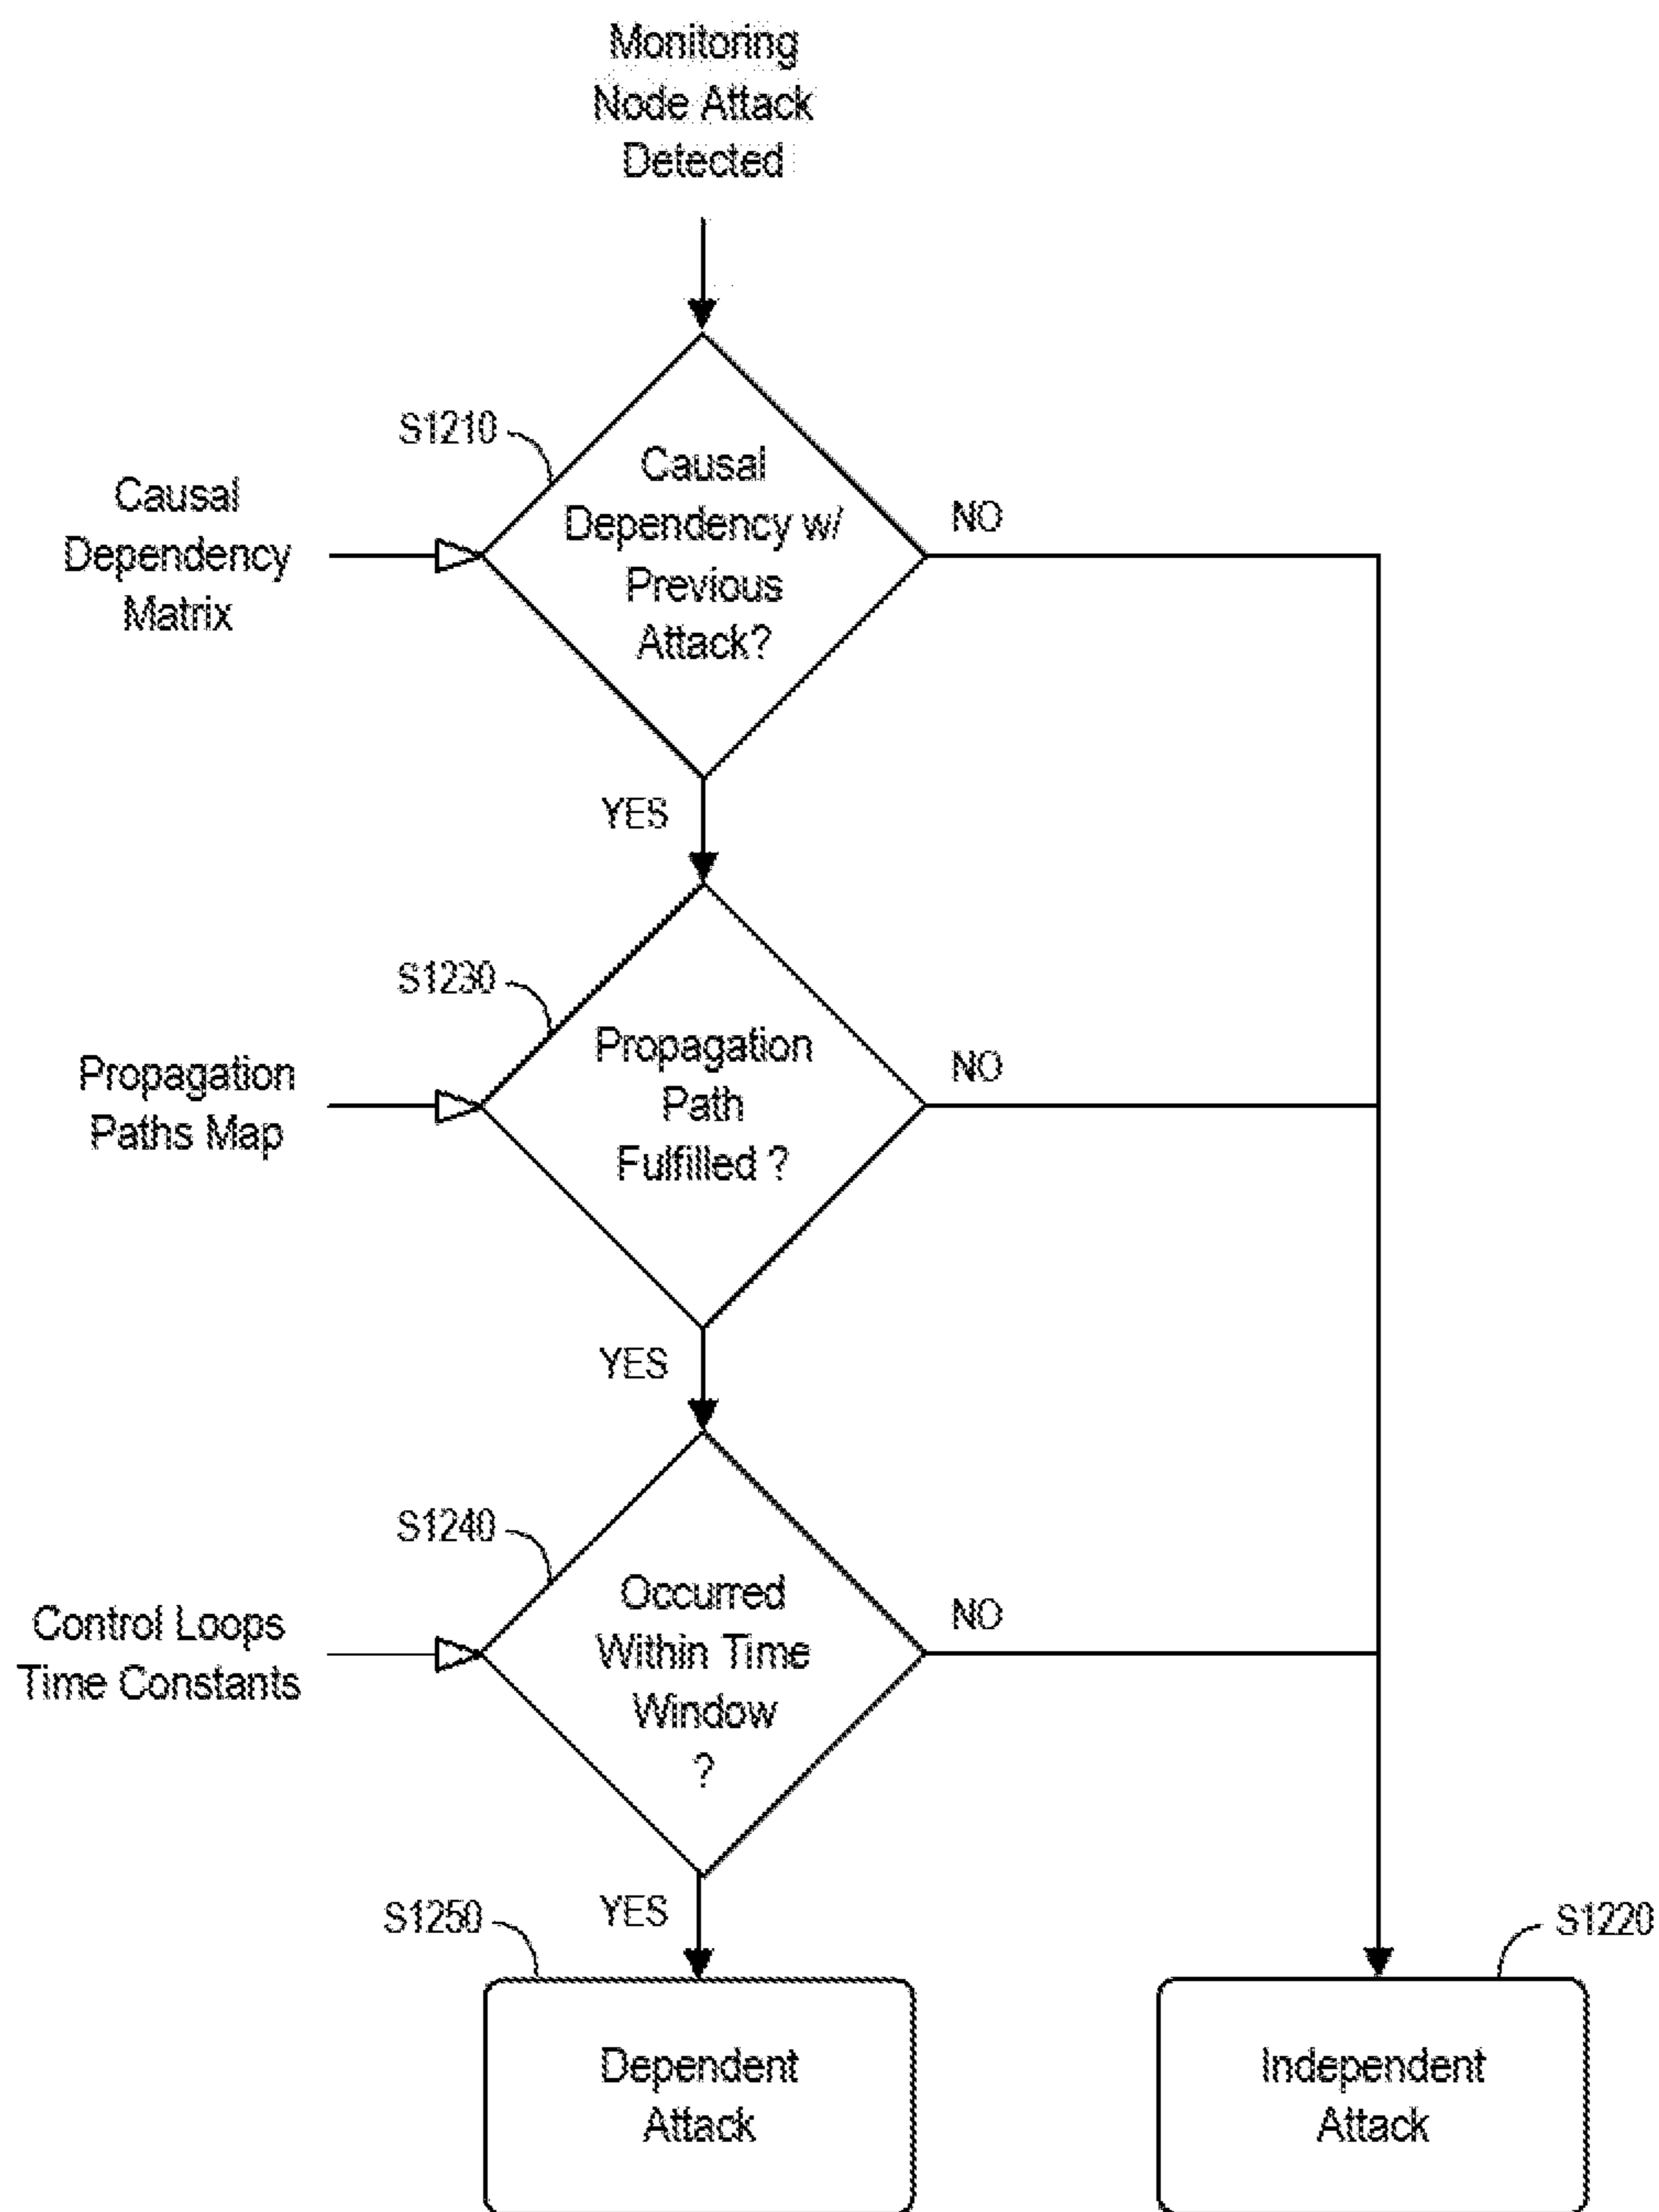 Monitoring
Node Attack
Detected
S1210
Causal
Dependency
Matrix
Causal
Dependency w/
Previous
Attack?
NO
YES
S1230
Propagation
Paths Map
Propagation
Path
Fulfilled ?
NO
YES
S1240
Control Loops
Time Constants
Occurred
Within Time
Window
?
NO
YES
S1250
S1220
Dependent
Attack
Independent
Attack